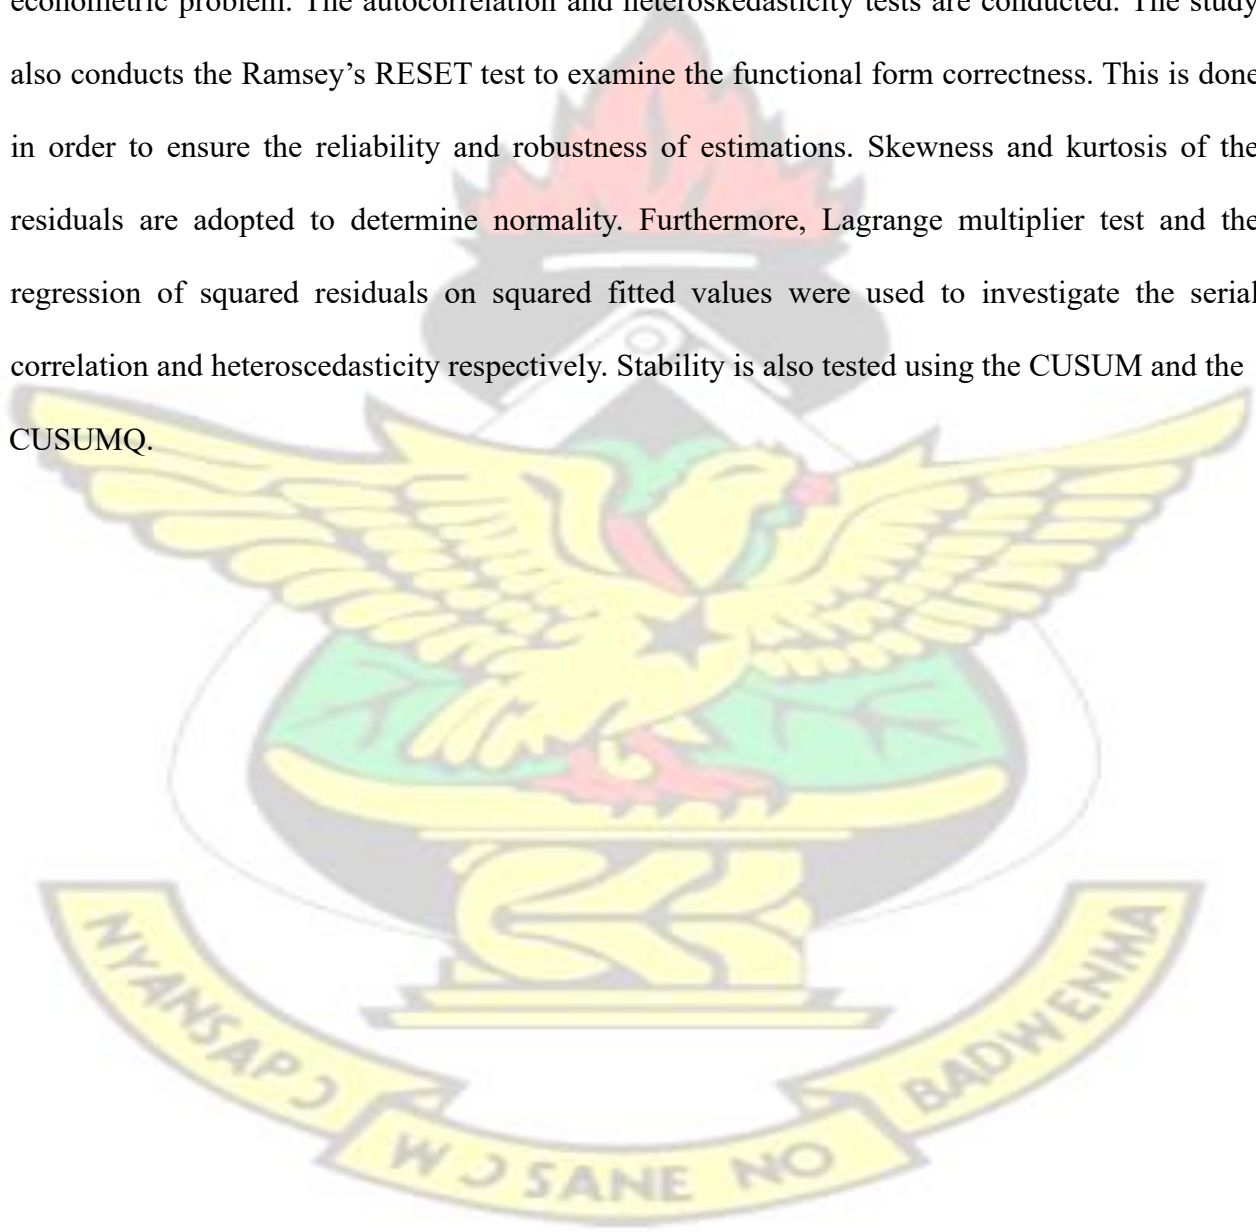 econometric problem. The autocorrelation and heteroskedasticity tests are conducted. The study
also conducts the Ramsey’s RESET test to examine the functional form correctness. This is done
in order to ensure the reliability and robustness of estimations. Skewness and kurtosis of the
residuals are adopted to determine normality. Furthermore, Lagrange multiplier test and the
regression of squared residuals on squared fitted values were used to investigate the serial
correlation and heteroscedasticity respectively. Stability is also tested using the CUSUM and the
CUSUMQ.
NYANSAPƆ
WƆSANE NO
BADWENMA